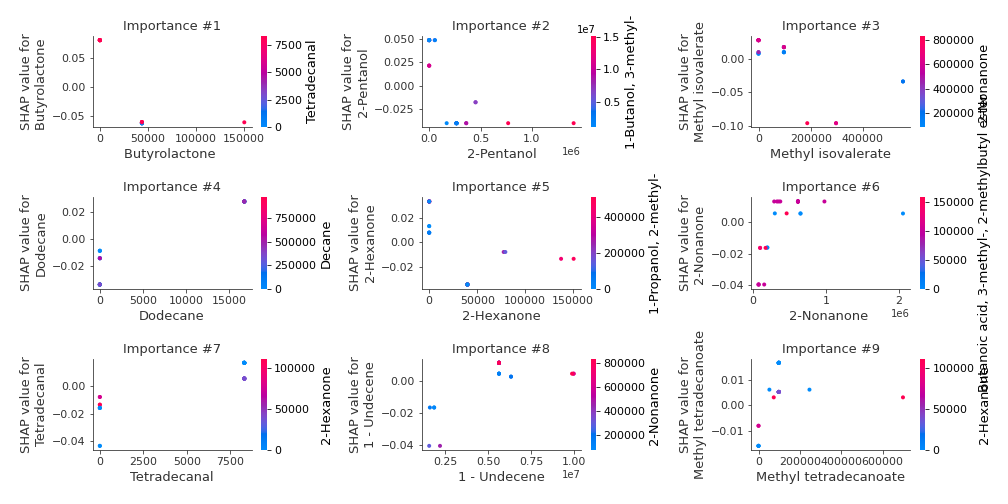 Importance #1
SHAP value for
Butyrolactone
0.05
0.00
−0.05
0
50000
100000
150000
Butyrolactone
7500
5000
2500
0
Tetradecanal
Importance #2
SHAP value for
2-Pentanol
0.050
0.025
0.000
−0.025
0.0
0.5
1.0
1e6
2-Pentanol
1e7
1.5
1.0
0.5
1-Butanol, 3-methyl-
Importance #3
SHAP value for
Methyl isovalerate
0.00
−0.05
−0.10
0
200000
400000
Methyl isovalerate
800000
600000
400000
200000
2-Nonanone
Importance #4
SHAP value for
Dodecane
0.02
0.00
−0.02
0
5000
10000
15000
Dodecane
750000
500000
250000
0
Decane
Importance #5
SHAP value for
2-Hexanone
0.02
0.00
−0.02
0
50000
100000
150000
2-Hexanone
400000
200000
0
1-Propanol, 2-methyl-
Importance #6
SHAP value for
2-Nonanone
0.00
−0.02
−0.04
0
1
2
1e6
2-Nonanone
150000
100000
50000
0
Butanoic acid, 3-methyl-, 2-methylbutyl ester
Importance #7
SHAP value for
Tetradecanal
0.00
−0.02
−0.04
0
2500
5000
7500
Tetradecanal
100000
50000
0
2-Hexanone
Importance #8
SHAP value for
1 - Undecene
0.00
−0.02
−0.04
0.25
0.50
0.75
1.00
1e7
1 - Undecene
800000
600000
400000
200000
2-Nonanone
Importance #9
SHAP value for
Methyl tetradecanoate
0.01
0.00
−0.01
0
200000
400000
600000
Methyl tetradecanoate
100000
50000
0
2-Hexanone